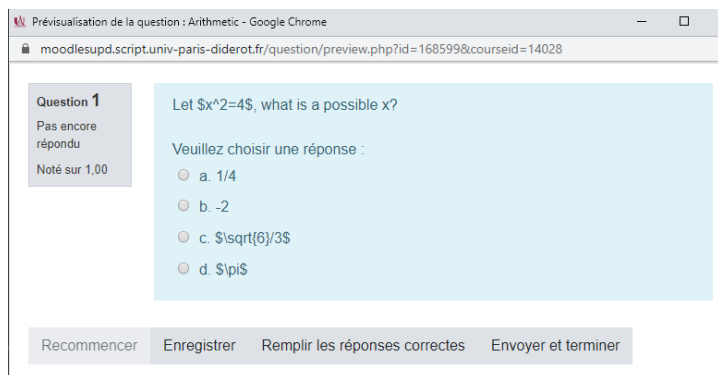 Prévisualisation de la question : Arithmetic - Google Chrome
moodlesupd.script.univ-paris-diderot.fr/question/preview.php?id=168599&courseid=14028
Question 1
Pas encore
répondu
Noté sur 1,00
Let $x^2=4$, what is a possible x?
Veuillez choisir une réponse :
a. 1/4
b. -2
c. $\sqrt{6}/3$
d. $\pi$
Recommencer Enregistrer Remplir les réponses correctes Envoyer et terminer